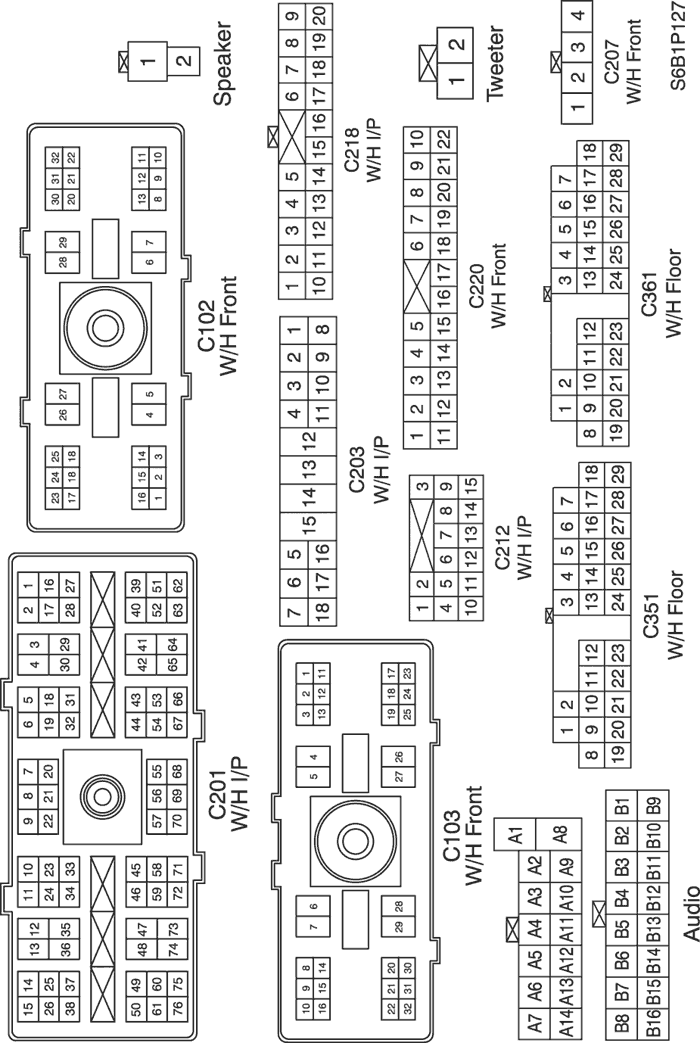 15 14 13 12 11 10 9 8 7 6 5 4 3 2 1
26 25 36 35 24 23 22 21 20 19 18 30 29 17 16
38 37 34 33 32 31 28 27
50 49 48 47 46 45 57 56 55 44 43 42 41 40 39
61 60 59 58 54 53 52 51
76 75 74 73 72 71 70 69 68 67 66 65 64 63 62
C201
W/H I/P
23 24 25 26 27 28 29 30 31 32
17 18 18 20 21 22
16 15 14 4 5 6 7 13 12 11
1 2 3 8 9 10
C102
W/H Front
1 2
Speaker
10 9 8 7 6 5 4 3 2 1
16 15 14 13 12 11
22 21 20 29 28 27 26 19 18 17
32 31 30 25 24 23
C103
W/H Front
7 6 5 15 14 13 12 4 3 2 1
18 17 16 11 10 9 8
C203
W/H I/P
1 2 3 4 5 6 7 8 9
10 11 12 13 14 15 16 17 18 19 20
C218
W/H I/P
1 2 3
4 5 6 7 8 9
10 11 12 13 14 15
C212
W/H I/P
1 2 3 4 5 6 7 8 9 10
11 12 13 14 15 16 17 18 19 20 21 22
C220
W/H Front
1 2
Tweeter
A7 A6 A5 A4 A3 A2 A1
A14 A13 A12 A11 A10 A9 A8
B8 B7 B6 B5 B4 B3 B2 B1
B16 B15 B14 B13 B12 B11 B10 B9
Audio
1 2 3 4 5 6 7
8 9 10 11 12 13 14 15 16 17 18
19 20 21 22 23 24 25 26 27 28 29
C351
W/H Floor
1 2 3 4 5 6 7
8 9 10 11 12 13 14 15 16 17 18
19 20 21 22 23 24 25 26 27 28 29
C361
W/H Floor
1 2 3 4
C207
W/H Front
S6B1P127